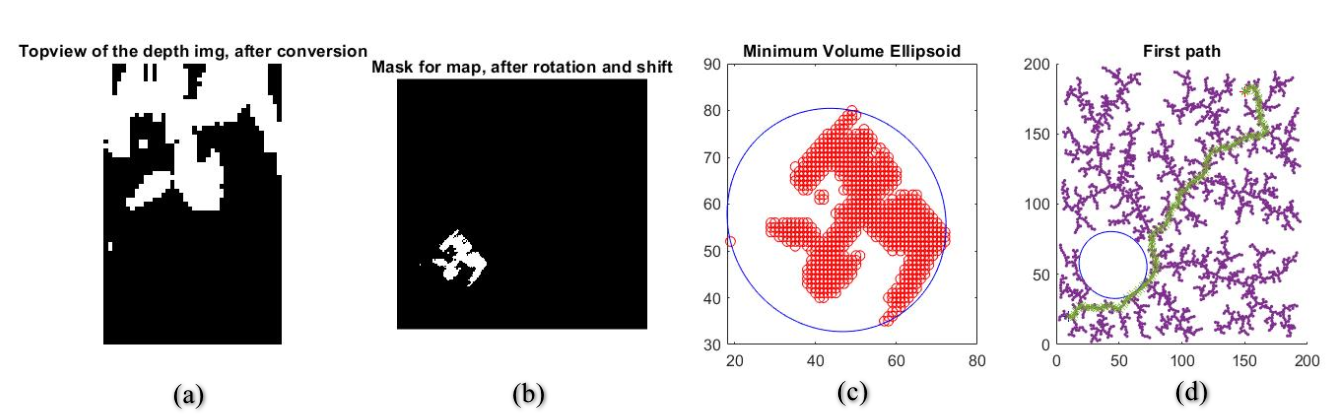 Topview of the depth img, after conversion
(a)
Mask for map, after rotation and shift
(b)
Minimum Volume Ellipsoid
90
80
70
60
50
40
30
20 40 60 80
(c)
First path
200
150
100
50
0
0 50 100 150 200
(d)